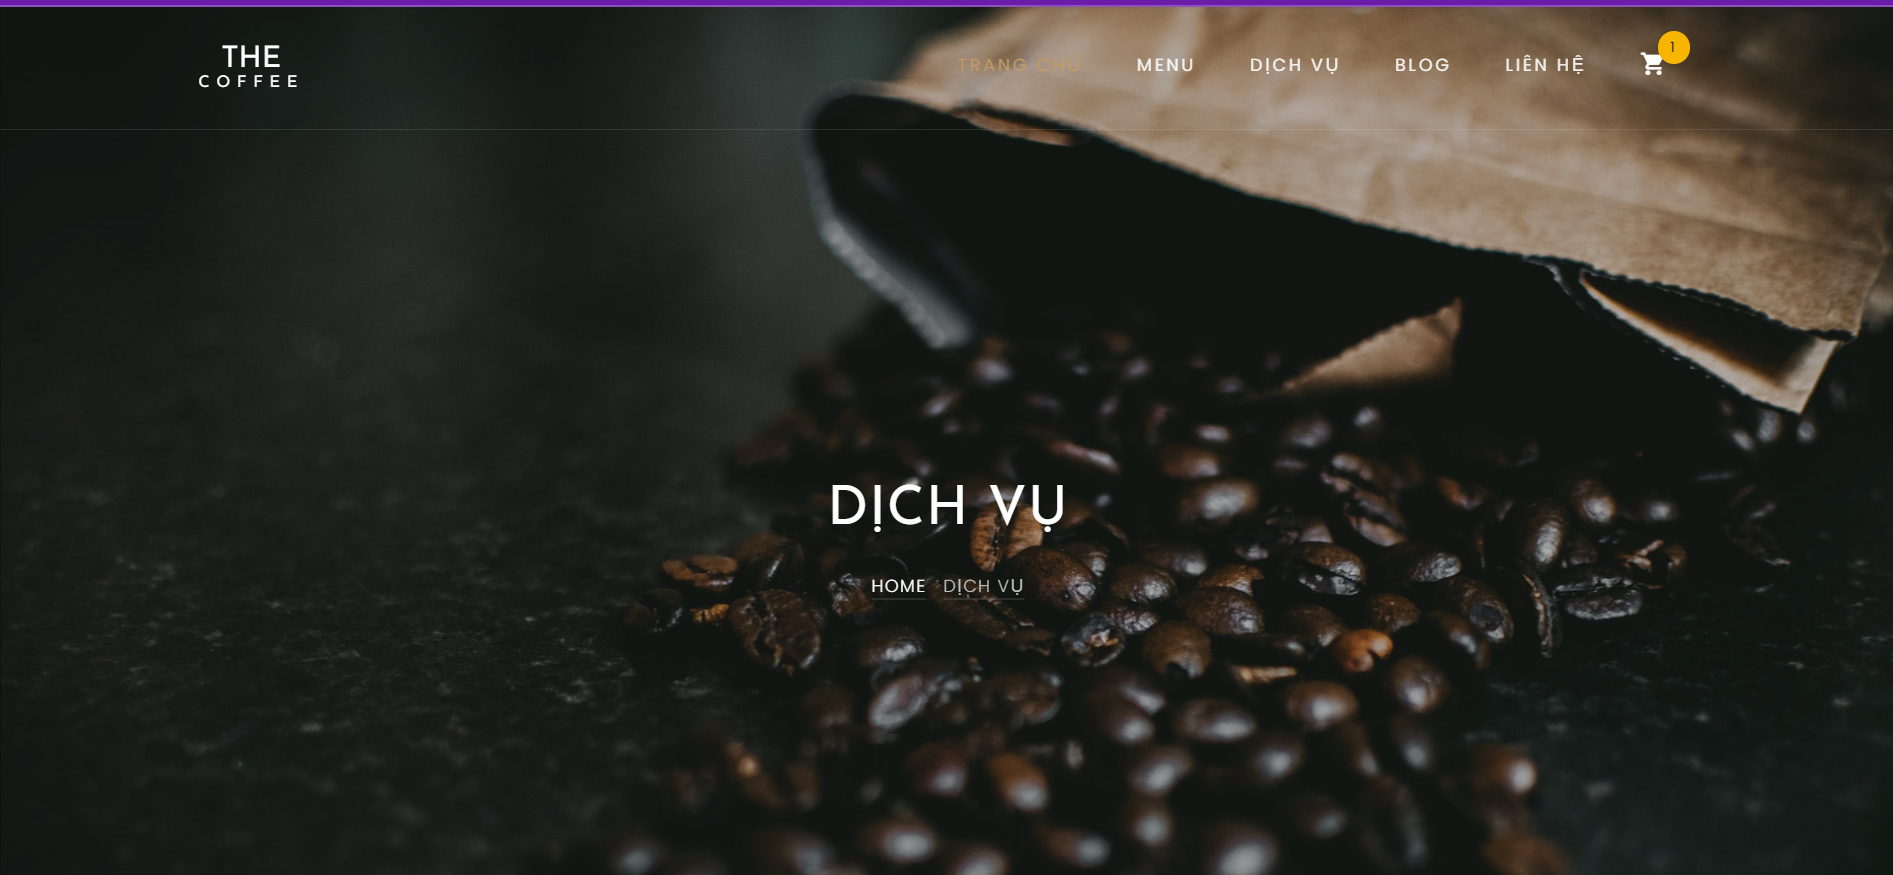 THE
COFFEE
TRANG CHỦ MENU DỊCH VỤ BLOG LIÊN HỆ 1
DỊCH VỤ
HOME DỊCH VỤ